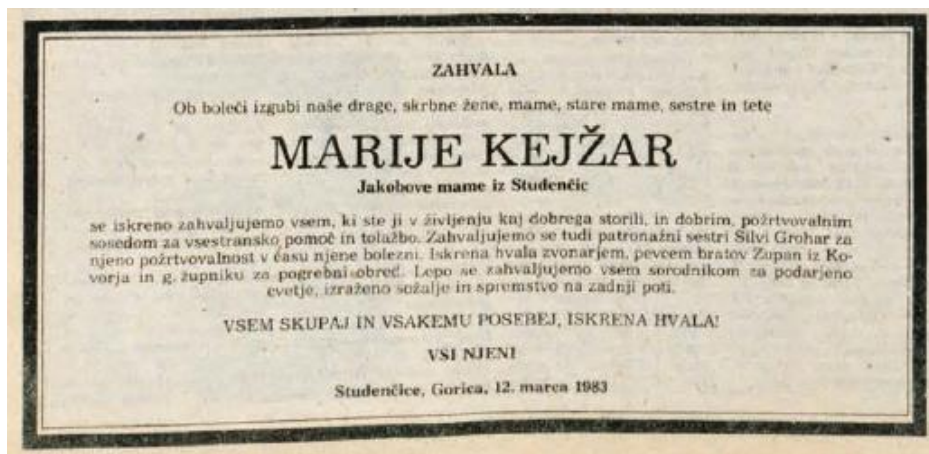 ZAHVALA
Ob boleči izgubi naše drage, skrbne žene, mame, stare mame, sestre in tete
MARIJE KEJŽAR
Jakobove mame iz Studenčic
se iskreno zahvaljujemo vsem, ki ste ji v življenju kaj dobrega storili, in dobrim, požrtvovalnim
sosedom za vsestransko pomoč in tolažbo. Zahvaljujemo se tudi patronažni sestri Silvi Grohar za
njeno požrtvovalnost v času njene bolezni. Iskrena hvala zvonarjem, pevcem bratov Zupan iz Ko-
vorja in g. župniku za pogrebni obred. Lepo se zahvaljujemo vsem sorodnikom za podarjeno
cvetje, izraženo sožalje in spremstvo na zadnji poti.
VSEM SKUPAJ IN VSAKEMU POSEBEJ, ISKRENA HVALA!
VSI NJENI
Studenčice, Gorica, 12. marca 1983